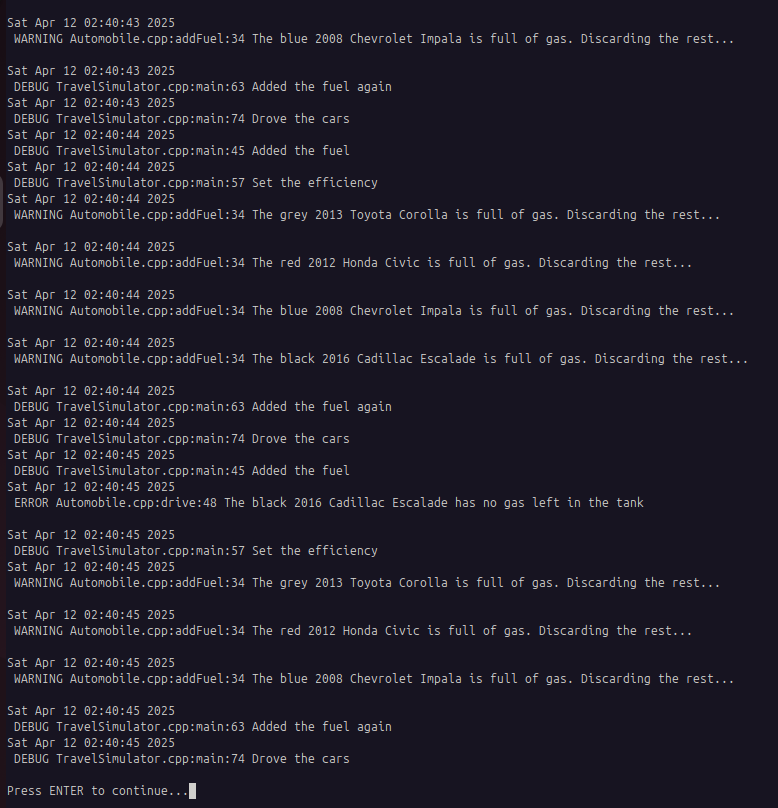 Sat Apr 12 02:40:43 2025
WARNING Automobile.cpp:addFuel:34 The blue 2008 Chevrolet Impala is full of gas. Discarding the rest...
Sat Apr 12 02:40:43 2025
DEBUG TravelSimulator.cpp:main:63 Added the fuel again
Sat Apr 12 02:40:43 2025
DEBUG TravelSimulator.cpp:main:74 Drove the cars
Sat Apr 12 02:40:44 2025
DEBUG TravelSimulator.cpp:main:45 Added the fuel
Sat Apr 12 02:40:44 2025
DEBUG TravelSimulator.cpp:main:57 Set the efficiency
Sat Apr 12 02:40:44 2025
WARNING Automobile.cpp:addFuel:34 The grey 2013 Toyota Corolla is full of gas. Discarding the rest...
Sat Apr 12 02:40:44 2025
WARNING Automobile.cpp:addFuel:34 The red 2012 Honda Civic is full of gas. Discarding the rest...
Sat Apr 12 02:40:44 2025
WARNING Automobile.cpp:addFuel:34 The blue 2008 Chevrolet Impala is full of gas. Discarding the rest...
Sat Apr 12 02:40:44 2025
WARNING Automobile.cpp:addFuel:34 The black 2016 Cadillac Escalade is full of gas. Discarding the rest...
Sat Apr 12 02:40:44 2025
DEBUG TravelSimulator.cpp:main:63 Added the fuel again
Sat Apr 12 02:40:44 2025
DEBUG TravelSimulator.cpp:main:74 Drove the cars
Sat Apr 12 02:40:45 2025
DEBUG TravelSimulator.cpp:main:45 Added the fuel
Sat Apr 12 02:40:45 2025
ERROR Automobile.cpp:drive:48 The black 2016 Cadillac Escalade has no gas left in the tank
Sat Apr 12 02:40:45 2025
DEBUG TravelSimulator.cpp:main:57 Set the efficiency
Sat Apr 12 02:40:45 2025
WARNING Automobile.cpp:addFuel:34 The grey 2013 Toyota Corolla is full of gas. Discarding the rest...
Sat Apr 12 02:40:45 2025
WARNING Automobile.cpp:addFuel:34 The red 2012 Honda Civic is full of gas. Discarding the rest...
Sat Apr 12 02:40:45 2025
WARNING Automobile.cpp:addFuel:34 The blue 2008 Chevrolet Impala is full of gas. Discarding the rest...
Sat Apr 12 02:40:45 2025
DEBUG TravelSimulator.cpp:main:63 Added the fuel again
Sat Apr 12 02:40:45 2025
DEBUG TravelSimulator.cpp:main:74 Drove the cars
Press ENTER to continue...